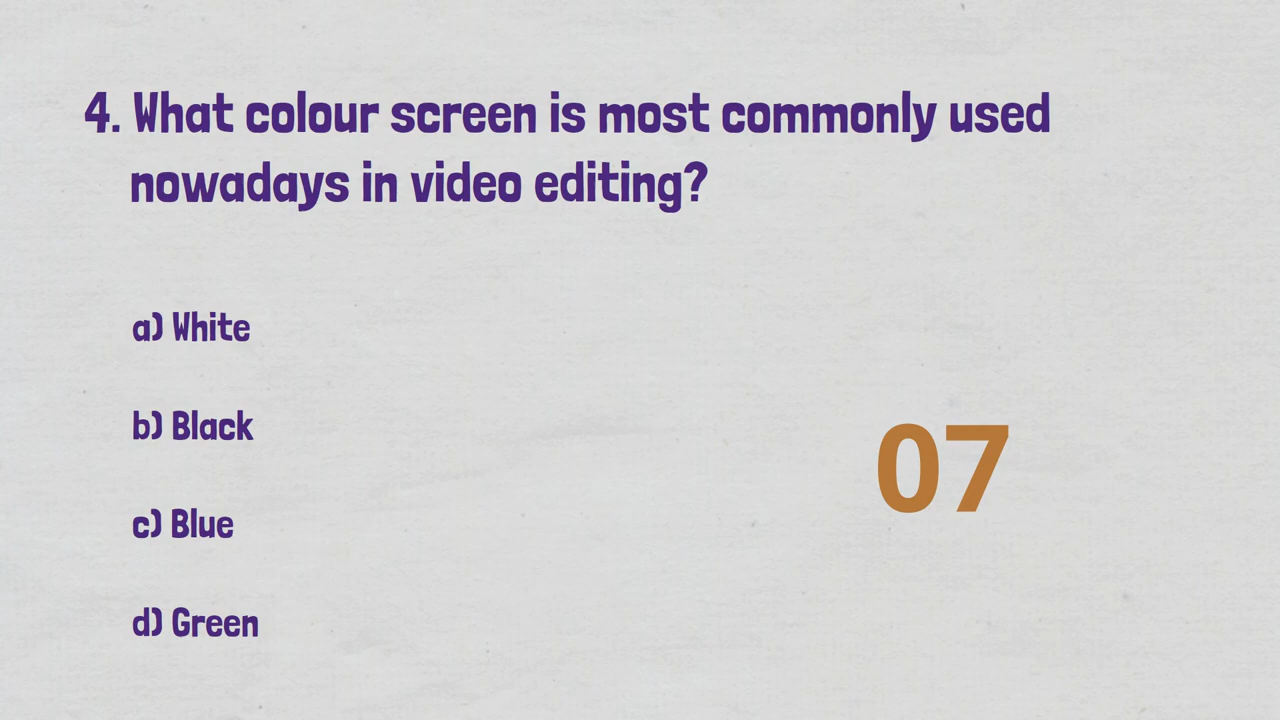 4. What colour screen is most commonly used
nowadays in video editing?
a) White
b) Black
07
c) Blue
d) Green